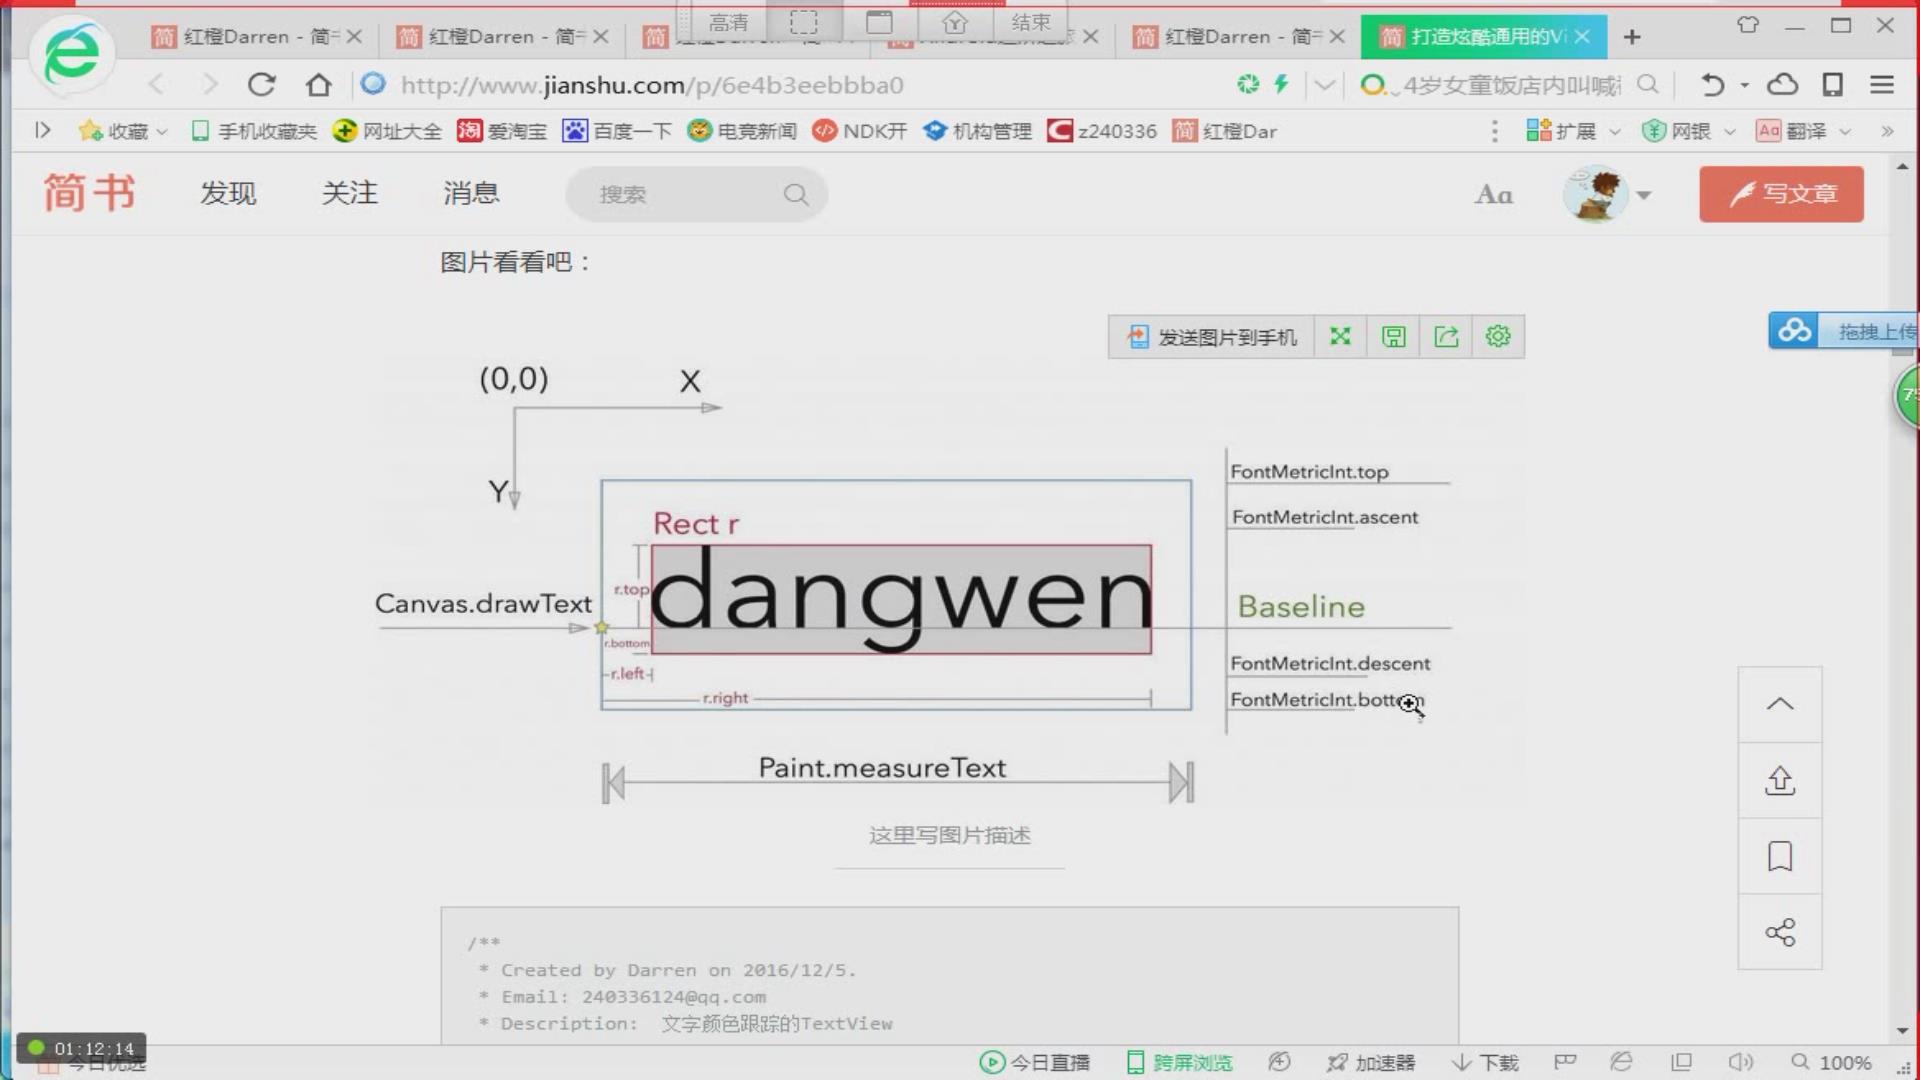 高清
结束
红橙Darren - 简
红橙Darren - 简
红橙Darren - 简
打造炫酷通用的Vi
http://www.jianshu.com/p/6e4b3eebbba0
4岁女童饭店内叫喊
收藏
手机收藏夹
网址大全
爱淘宝
百度一下
电竞新闻
NDK开
机构管理
z240336
红橙Dar
扩展
网银
翻译
简书
发现
关注
消息
搜索
Aa
写文章
图片看看吧：
发送图片到手机
拖拽上传
(0,0)
X
Y
FontMetricInt.top
FontMetricInt.ascent
Rect r
r.top
dangwen
Canvas.drawText
Baseline
r.bottom
r.left
FontMetricInt.descent
r.right
FontMetricInt.bottom
Paint.measureText
这里写图片描述
/**
* Created by Darren on 2016/12/5.
* Email: 240336124@qq.com
* Description: 文字颜色跟踪的TextView
01:12:14
今日优选
今日直播
跨屏浏览
加速器
下载
100%